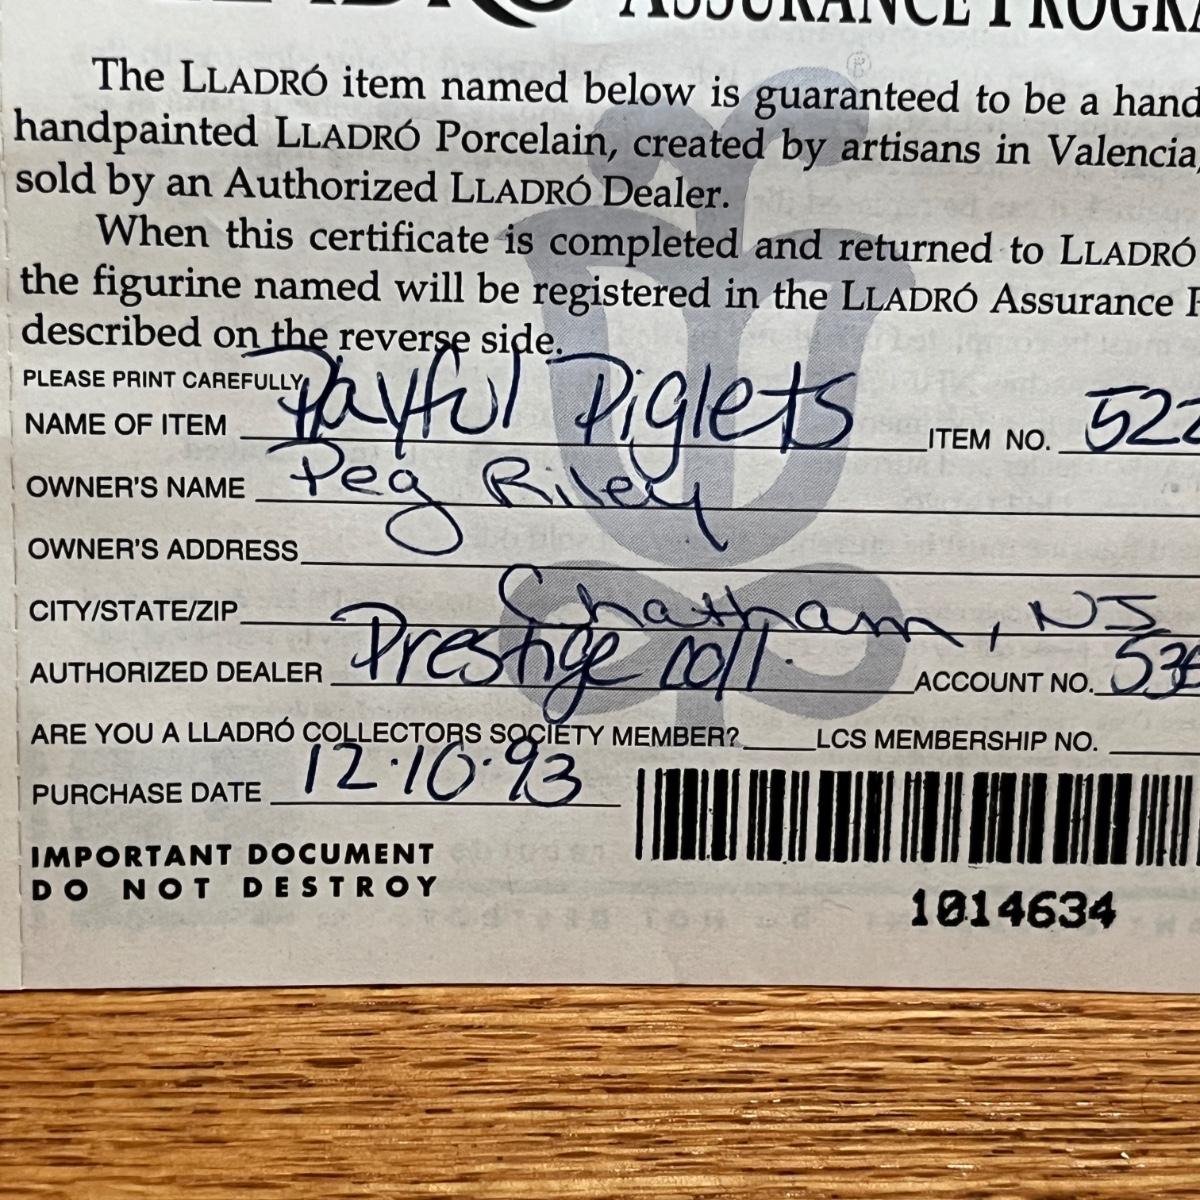 LLADRÓ ASSURANCE PROGRA
The LLADRÓ item named below is guaranteed to be a hand
handpainted LLADRÓ Porcelain, created by artisans in Valencia,
sold by an Authorized LLADRÓ Dealer.
When this certificate is completed and returned to LLADRÓ
the figurine named will be registered in the LLADRÓ Assurance P
described on the reverse side.
PLEASE PRINT CAREFULLY
NAME OF ITEM Playful Piglets ITEM NO. 522
OWNER'S NAME Peg Riley
OWNER'S ADDRESS
CITY/STATE/ZIP Chatham, NJ
AUTHORIZED DEALER Prestige Coll. ACCOUNT NO. 53
ARE YOU A LLADRÓ COLLECTORS SOCIETY MEMBER? LCS MEMBERSHIP NO.
PURCHASE DATE 12·10·93
IMPORTANT DOCUMENT
DO NOT DESTROY
1014634